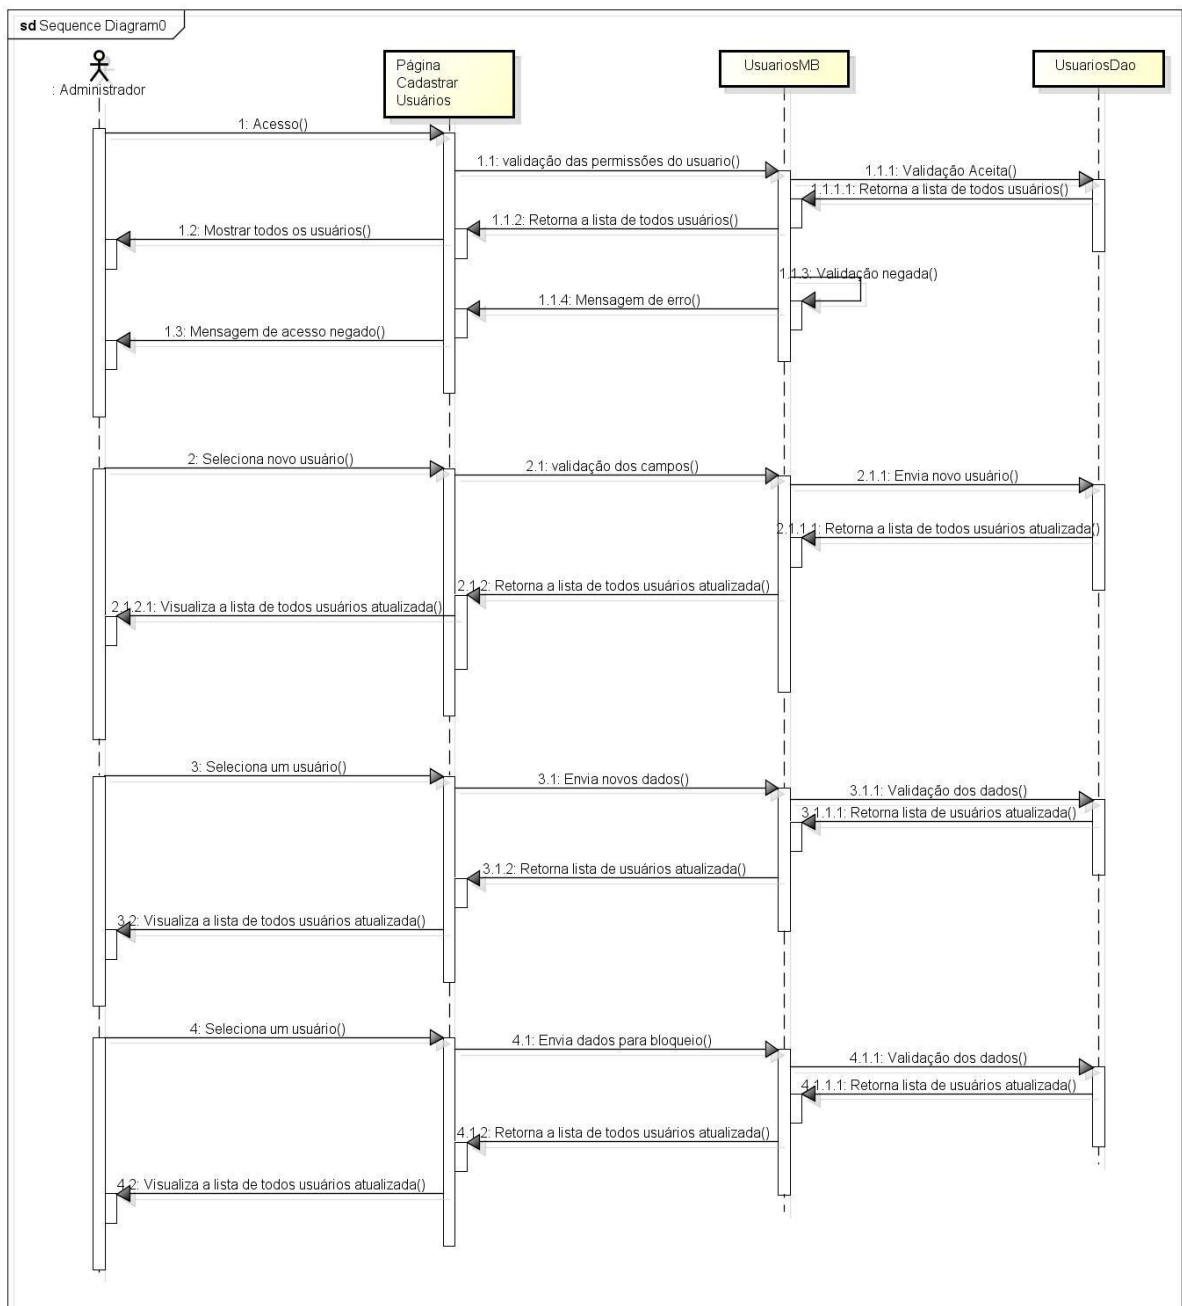 sd Sequence Diagram0
: Administrador
Página
Cadastrar
Usuários
UsuariosMB
UsuariosDao
1: Acesso()
1.1: validação das permissões do usuario()
1.1.1: Validação Aceita()
1.1.1.1: Retorna a lista de todos usuários()
1.1.2: Retorna a lista de todos usuários()
1.2: Mostrar todos os usuários()
1.1.3: Validação negada()
1.1.4: Mensagem de erro()
1.3: Mensagem de acesso negado()
2: Seleciona novo usuário()
2.1: validação dos campos()
2.1.1: Envia novo usuário()
2.1.1.1: Retorna a lista de todos usuários atualizada()
2.1.2: Retorna a lista de todos usuários atualizada()
2.1.2.1: Visualiza a lista de todos usuários atualizada()
3: Seleciona um usuário()
3.1: Envia novos dados()
3.1.1: Validação dos dados()
3.1.1.1: Retorna lista de usuários atualizada()
3.1.2: Retorna lista de usuários atualizada()
3.2: Visualiza a lista de todos usuários atualizada()
4: Seleciona um usuário()
4.1: Envia dados para bloqueio()
4.1.1: Validação dos dados()
4.1.1.1: Retorna lista de usuários atualizada()
4.1.2: Retorna a lista de todos usuários atualizada()
4.2: Visualiza a lista de todos usuários atualizada()